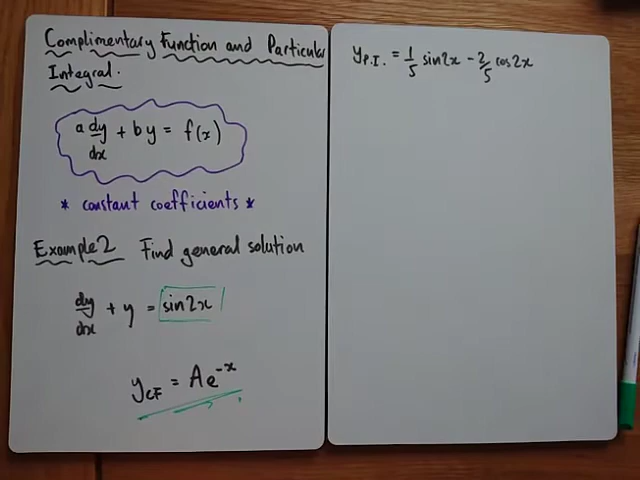 Complimentary Function and Particular
Integral.
a dy/dx + by = f(x)
* constant coefficients *
Example 2 Find general solution
dy/dx + y = sin2x
y_CF = Ae^-x
y_P.I. = 1/5 sin2x - 2/5 cos2x